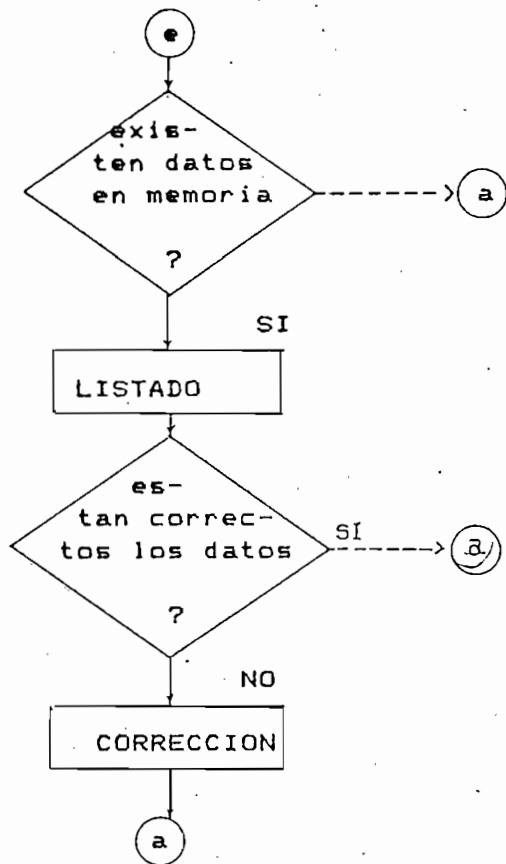 e
exis-
ten datos
en memoria
?
a
SI
LISTADO
es-
tan correc-
tos los datos
?
SI
a
NO
CORRECCION
a